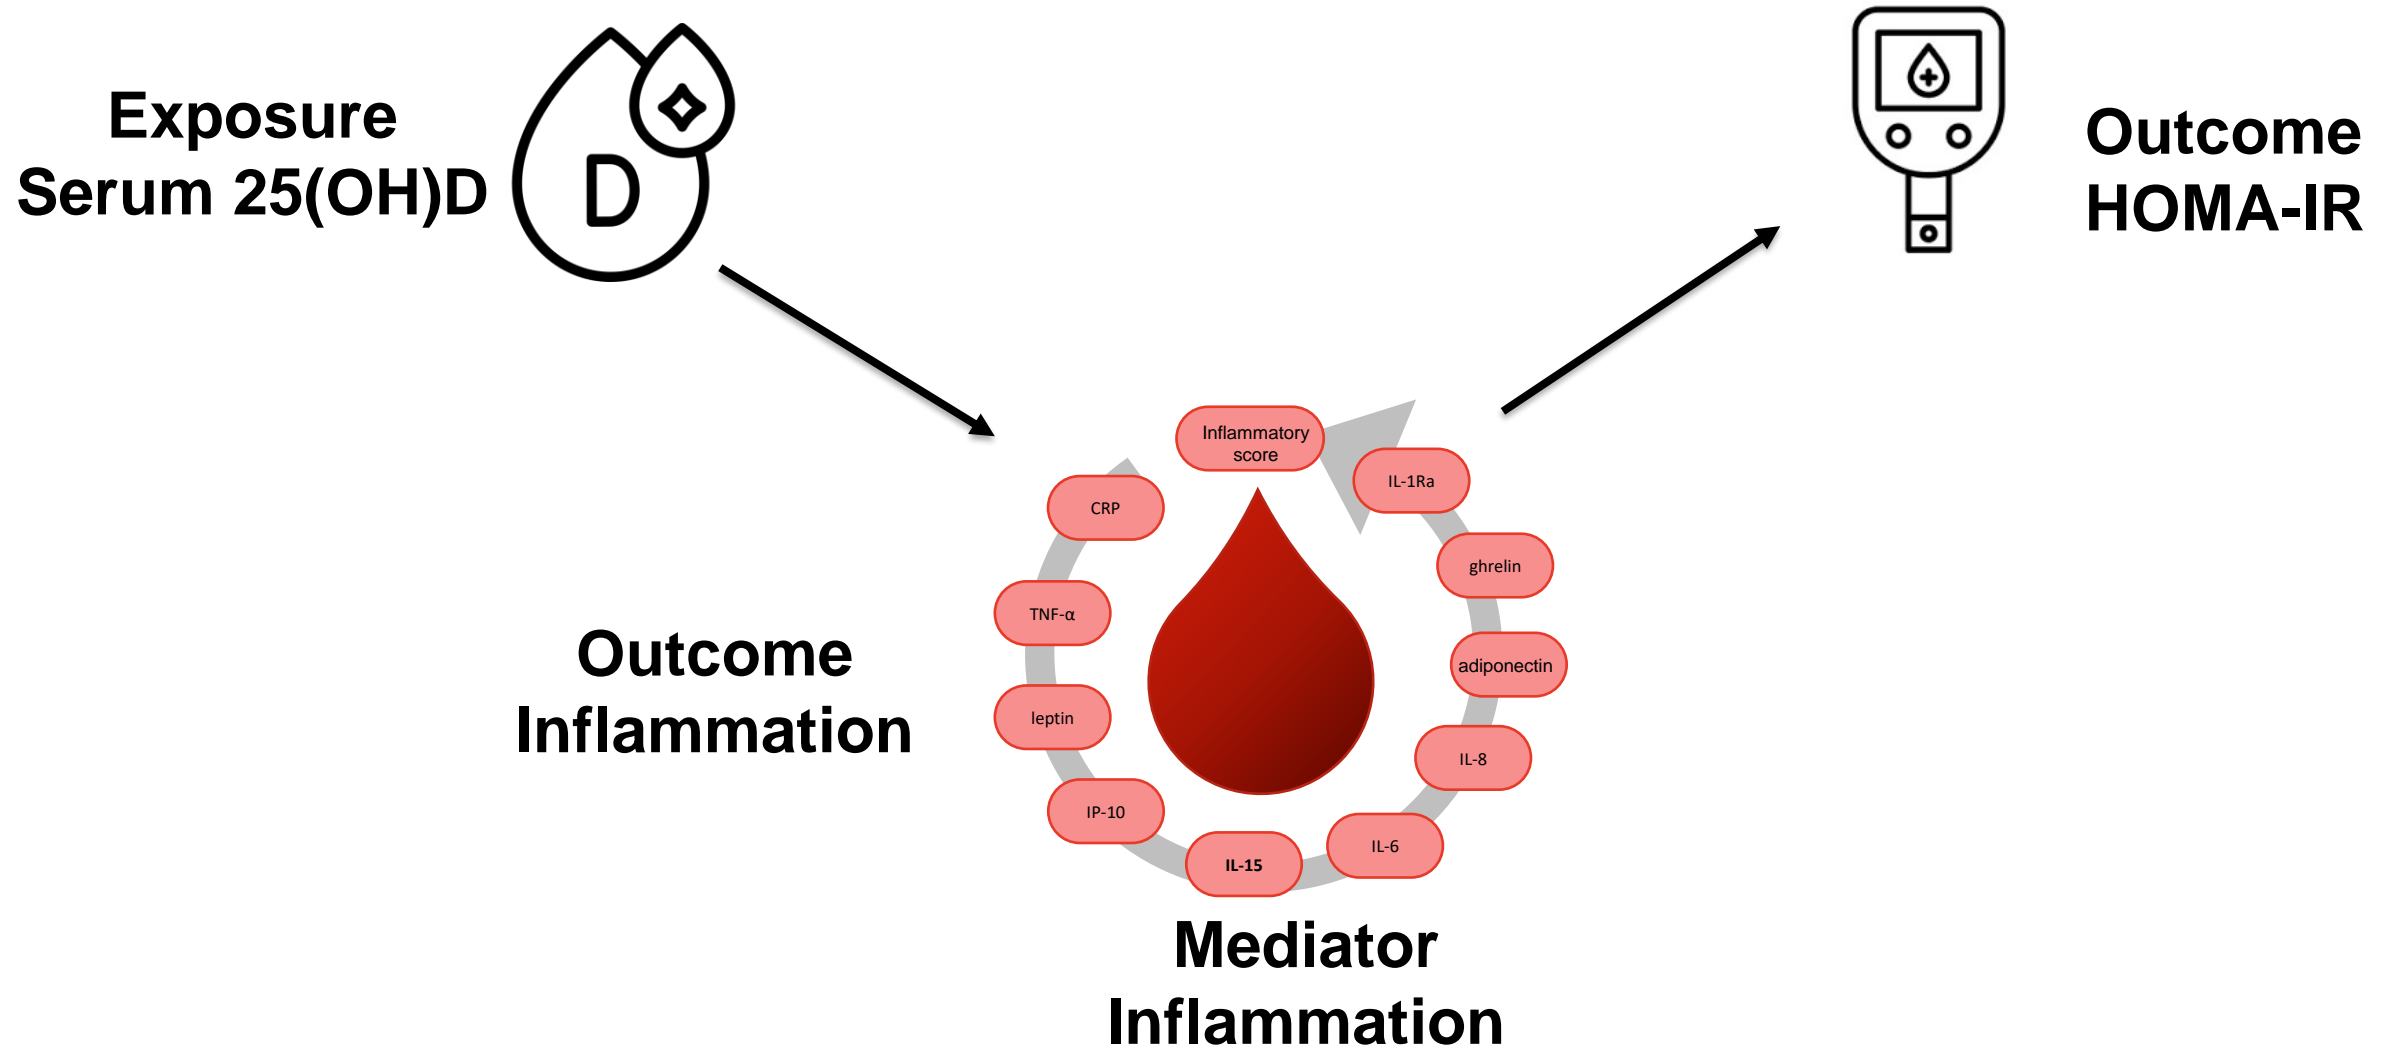 Exposure
Serum 25(OH)D
D
Outcome
HOMA-IR
Inflammatory
score
IL-1Ra
CRP
ghrelin
TNF-α
adiponectin
Outcome
Inflammation
leptin
IL-8
IP-10
IL-6
IL-15
Mediator
Inflammation